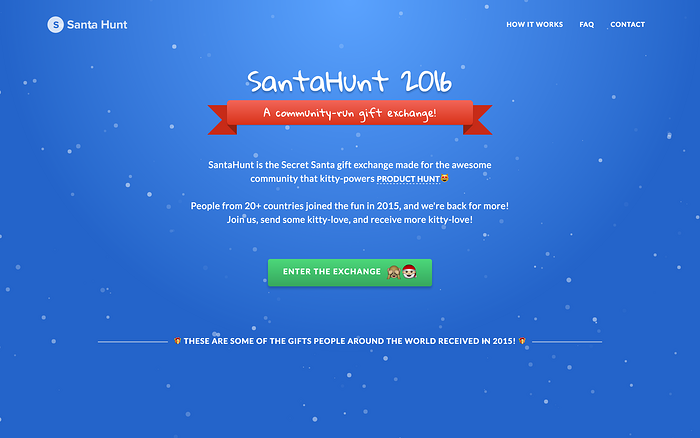 S Santa Hunt
HOW IT WORKS FAQ CONTACT
SantaHunt 2016
A community-run gift exchange!
SantaHunt is the Secret Santa gift exchange made for the awesome
community that kitty-powers PRODUCT HUNT😸
People from 20+ countries joined the fun in 2015, and we're back for more!
Join us, send some kitty-love, and receive more kitty-love!
ENTER THE EXCHANGE 🙈🎅
🎁 THESE ARE SOME OF THE GIFTS PEOPLE AROUND THE WORLD RECEIVED IN 2015! 🎁